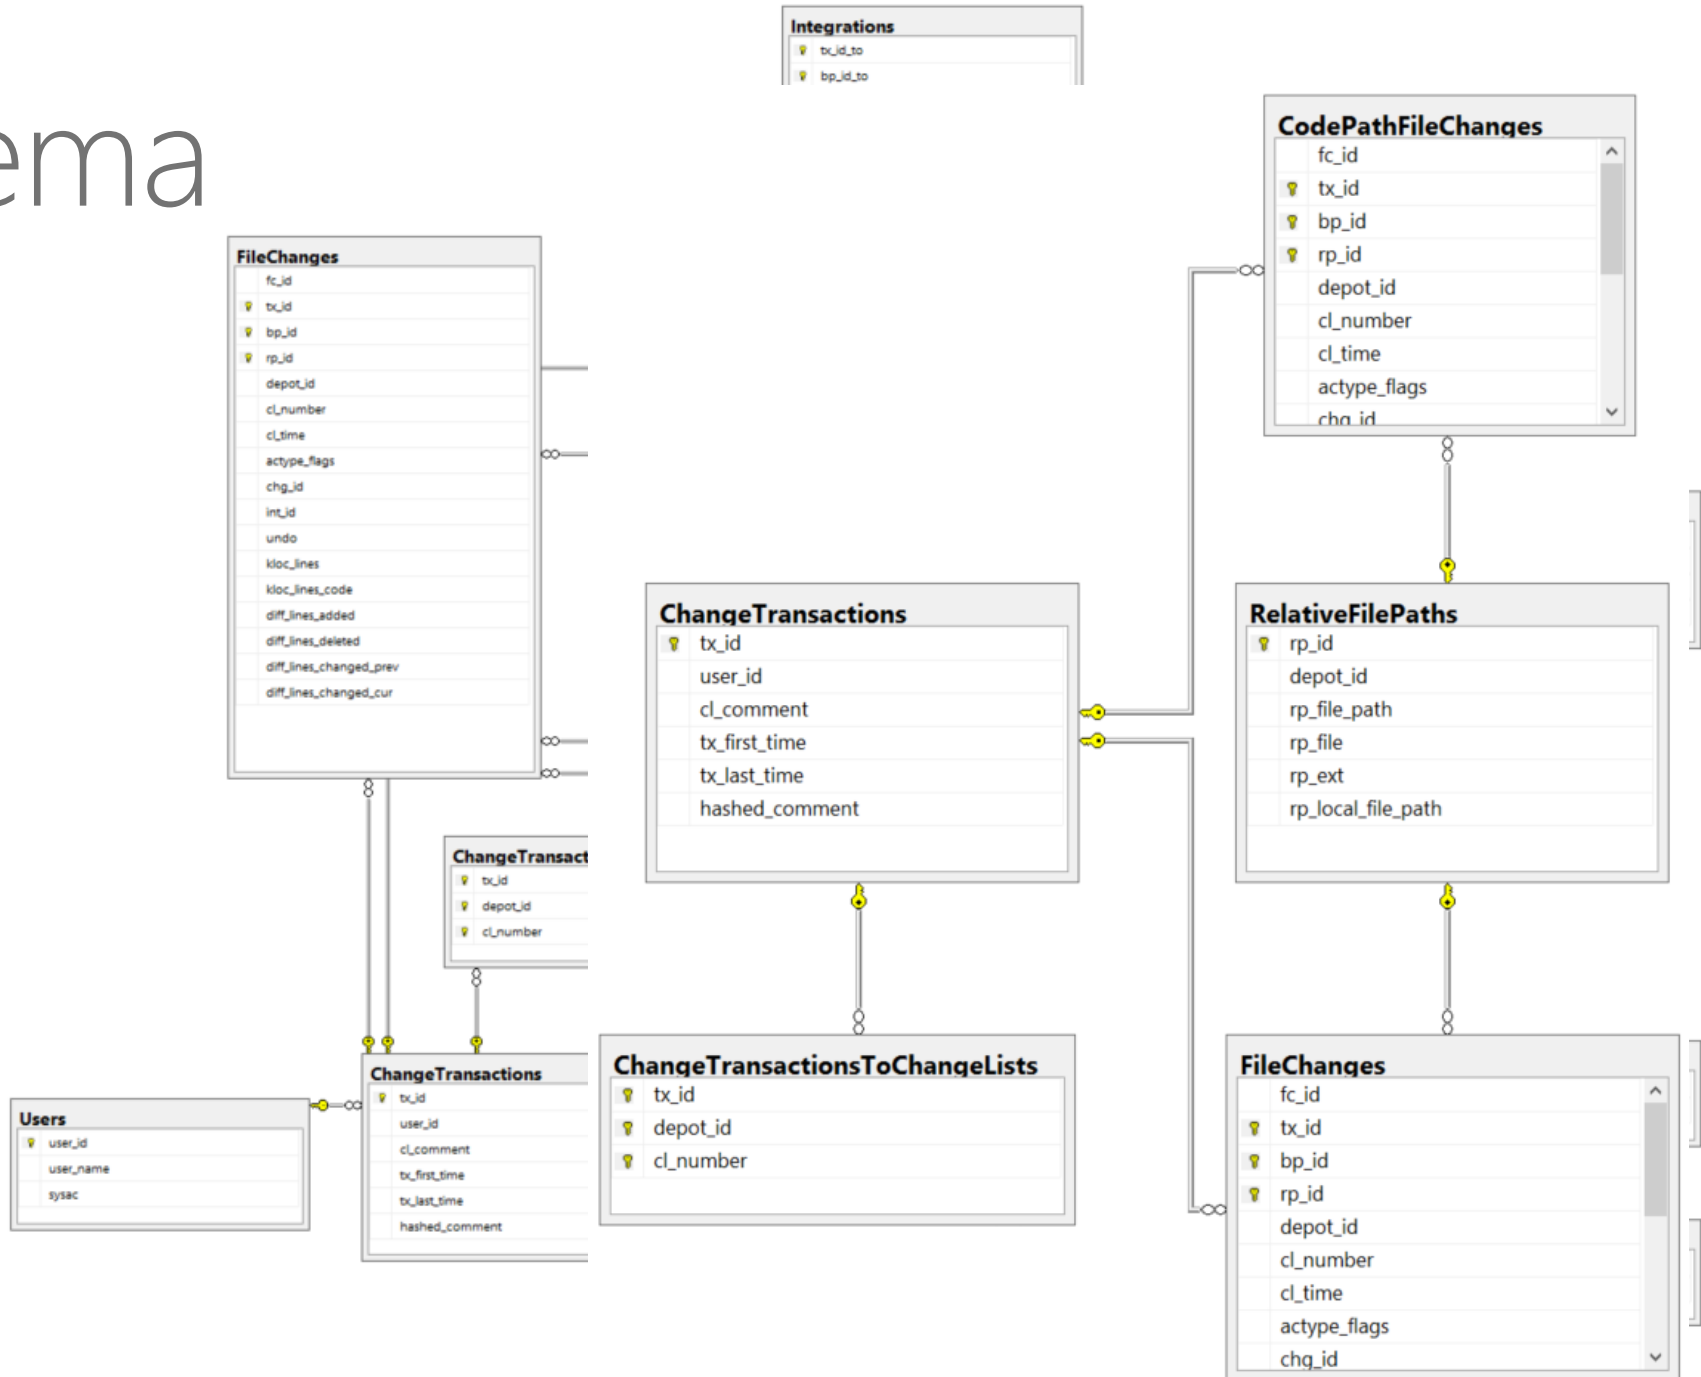 ema
Integrations
tx_id_to
bp_id_to
FileChanges
fc_id
tx_id
bp_id
rp_id
depot_id
cl_number
cl_time
actype_flags
chg_id
int_id
undo
kloc_lines
kloc_lines_code
diff_lines_added
diff_lines_deleted
diff_lines_changed_prev
diff_lines_changed_cur
ChangeTransact
tx_id
depot_id
cl_number
Users
user_id
user_name
sysac
ChangeTransactions
tx_id
user_id
cl_comment
tx_first_time
tx_last_time
hashed_comment
CodePathFileChanges
fc_id
tx_id
bp_id
rp_id
depot_id
cl_number
cl_time
actype_flags
chg_id
ChangeTransactions
tx_id
user_id
cl_comment
tx_first_time
tx_last_time
hashed_comment
RelativeFilePaths
rp_id
depot_id
rp_file_path
rp_file
rp_ext
rp_local_file_path
ChangeTransactionsToChangeLists
tx_id
depot_id
cl_number
FileChanges
fc_id
tx_id
bp_id
rp_id
depot_id
cl_number
cl_time
actype_flags
chg_id